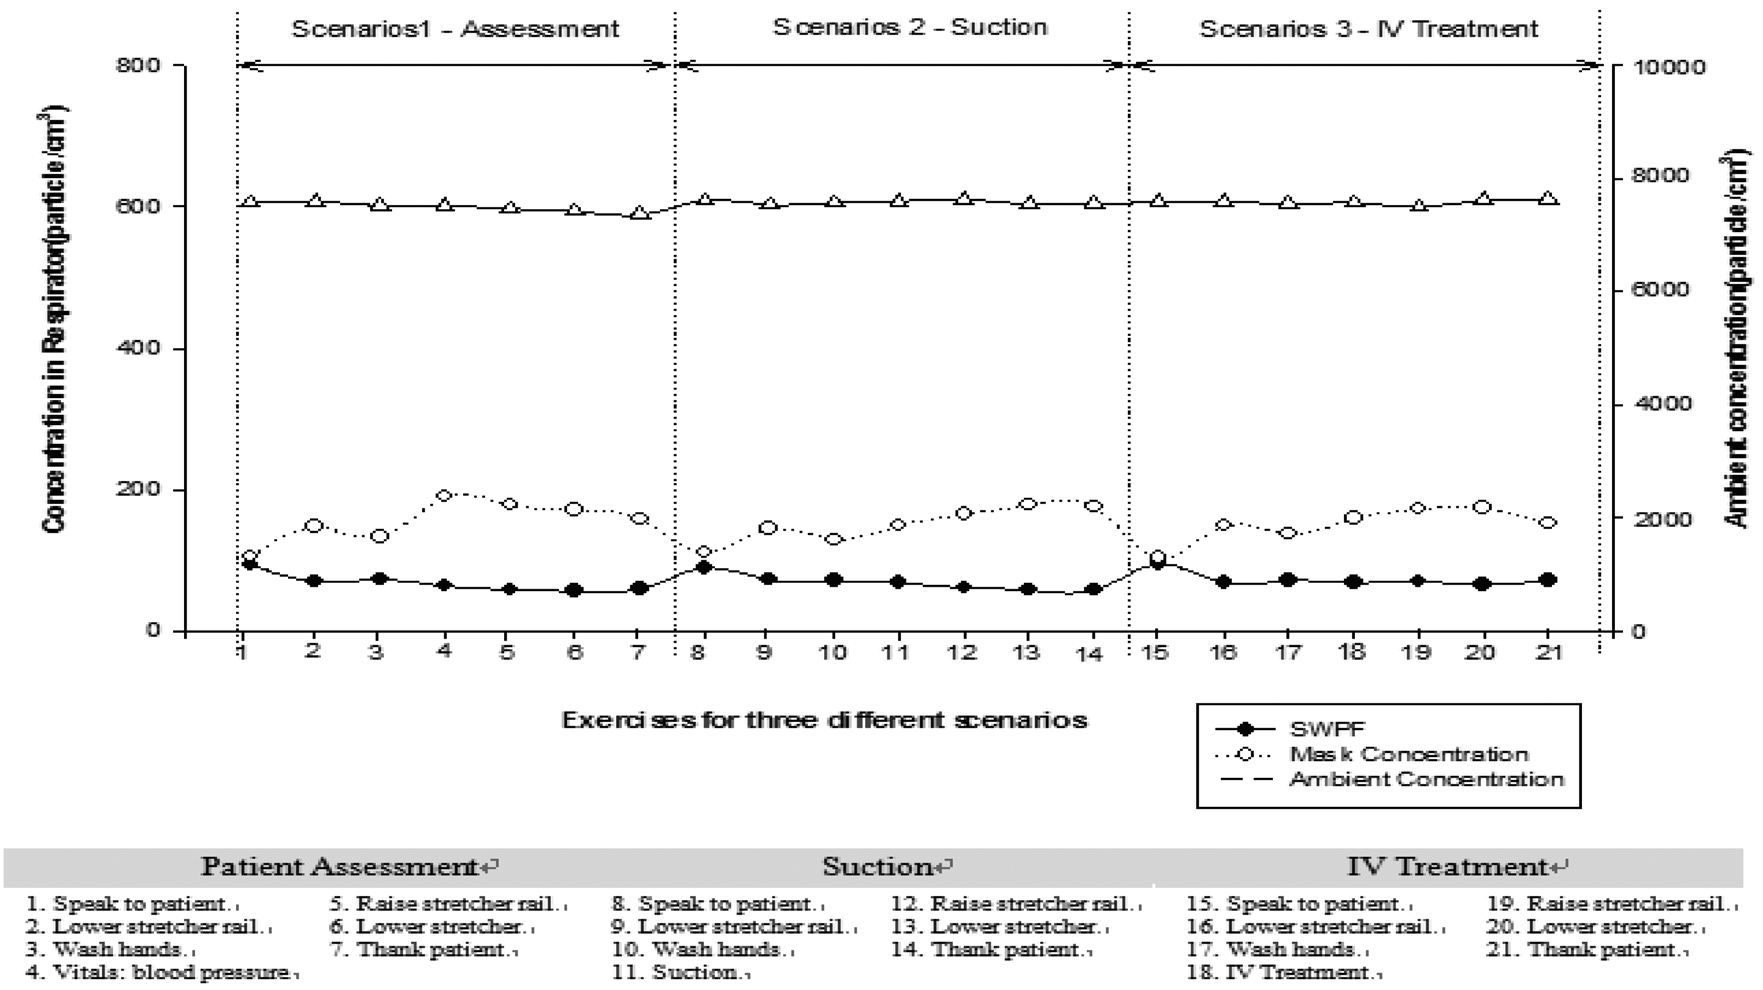 Scenarios1 - Assessment
Scenarios 2 - Suction
Scenarios 3 - IV Treatment
800
600
400
200
0
Concentration in Respirator(particle/cm³)
10000
8000
6000
4000
2000
0
Ambient concentration(particle/cm³)
1 2 3 4 5 6 7 8 9 10 11 12 13 14 15 16 17 18 19 20 21
Exercises for three different scenarios
SWPF
Mask Concentration
Ambient Concentration
Patient Assessment↵ Suction↵ IV Treatment↵
1. Speak to patient. 5. Raise stretcher rail. 8. Speak to patient. 12. Raise stretcher rail. 15. Speak to patient. 19. Raise stretcher rail.
2. Lower stretcher rail. 6. Lower stretcher. 9. Lower stretcher rail. 13. Lower stretcher. 16. Lower stretcher rail. 20. Lower stretcher.
3. Wash hands. 7. Thank patient. 10. Wash hands. 14. Thank patient. 17. Wash hands. 21. Thank patient.
4. Vitals: blood pressure 11. Suction. 18. IV Treatment.